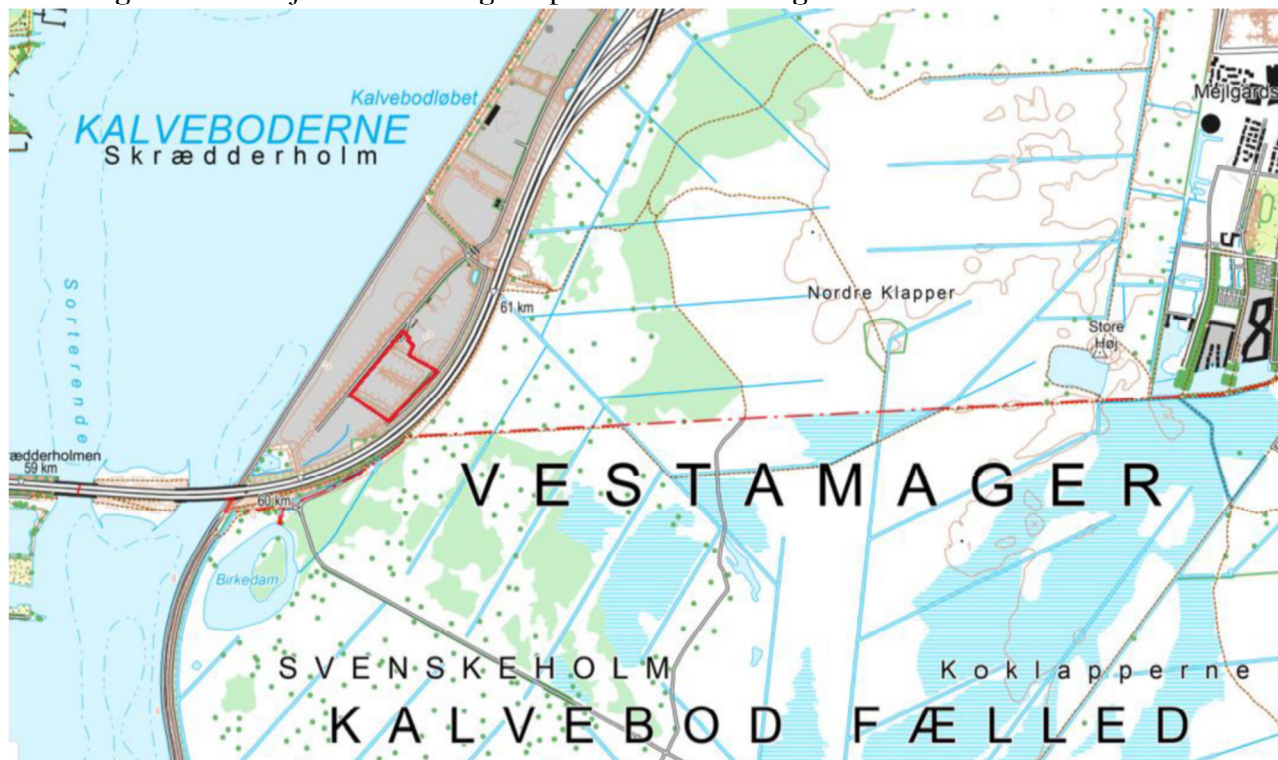 Kalvebodløbet
KALVEBODERNE
Skrædderholm
Mejlgårds
Sorterende
61 km
Nordre Klapper
Store
Høj
rædderholmen
59 km
60 km
VESTAMAGER
Birkedam
SVENSKEHOLM
Koklapperne
KALVEBOD FÆLLED